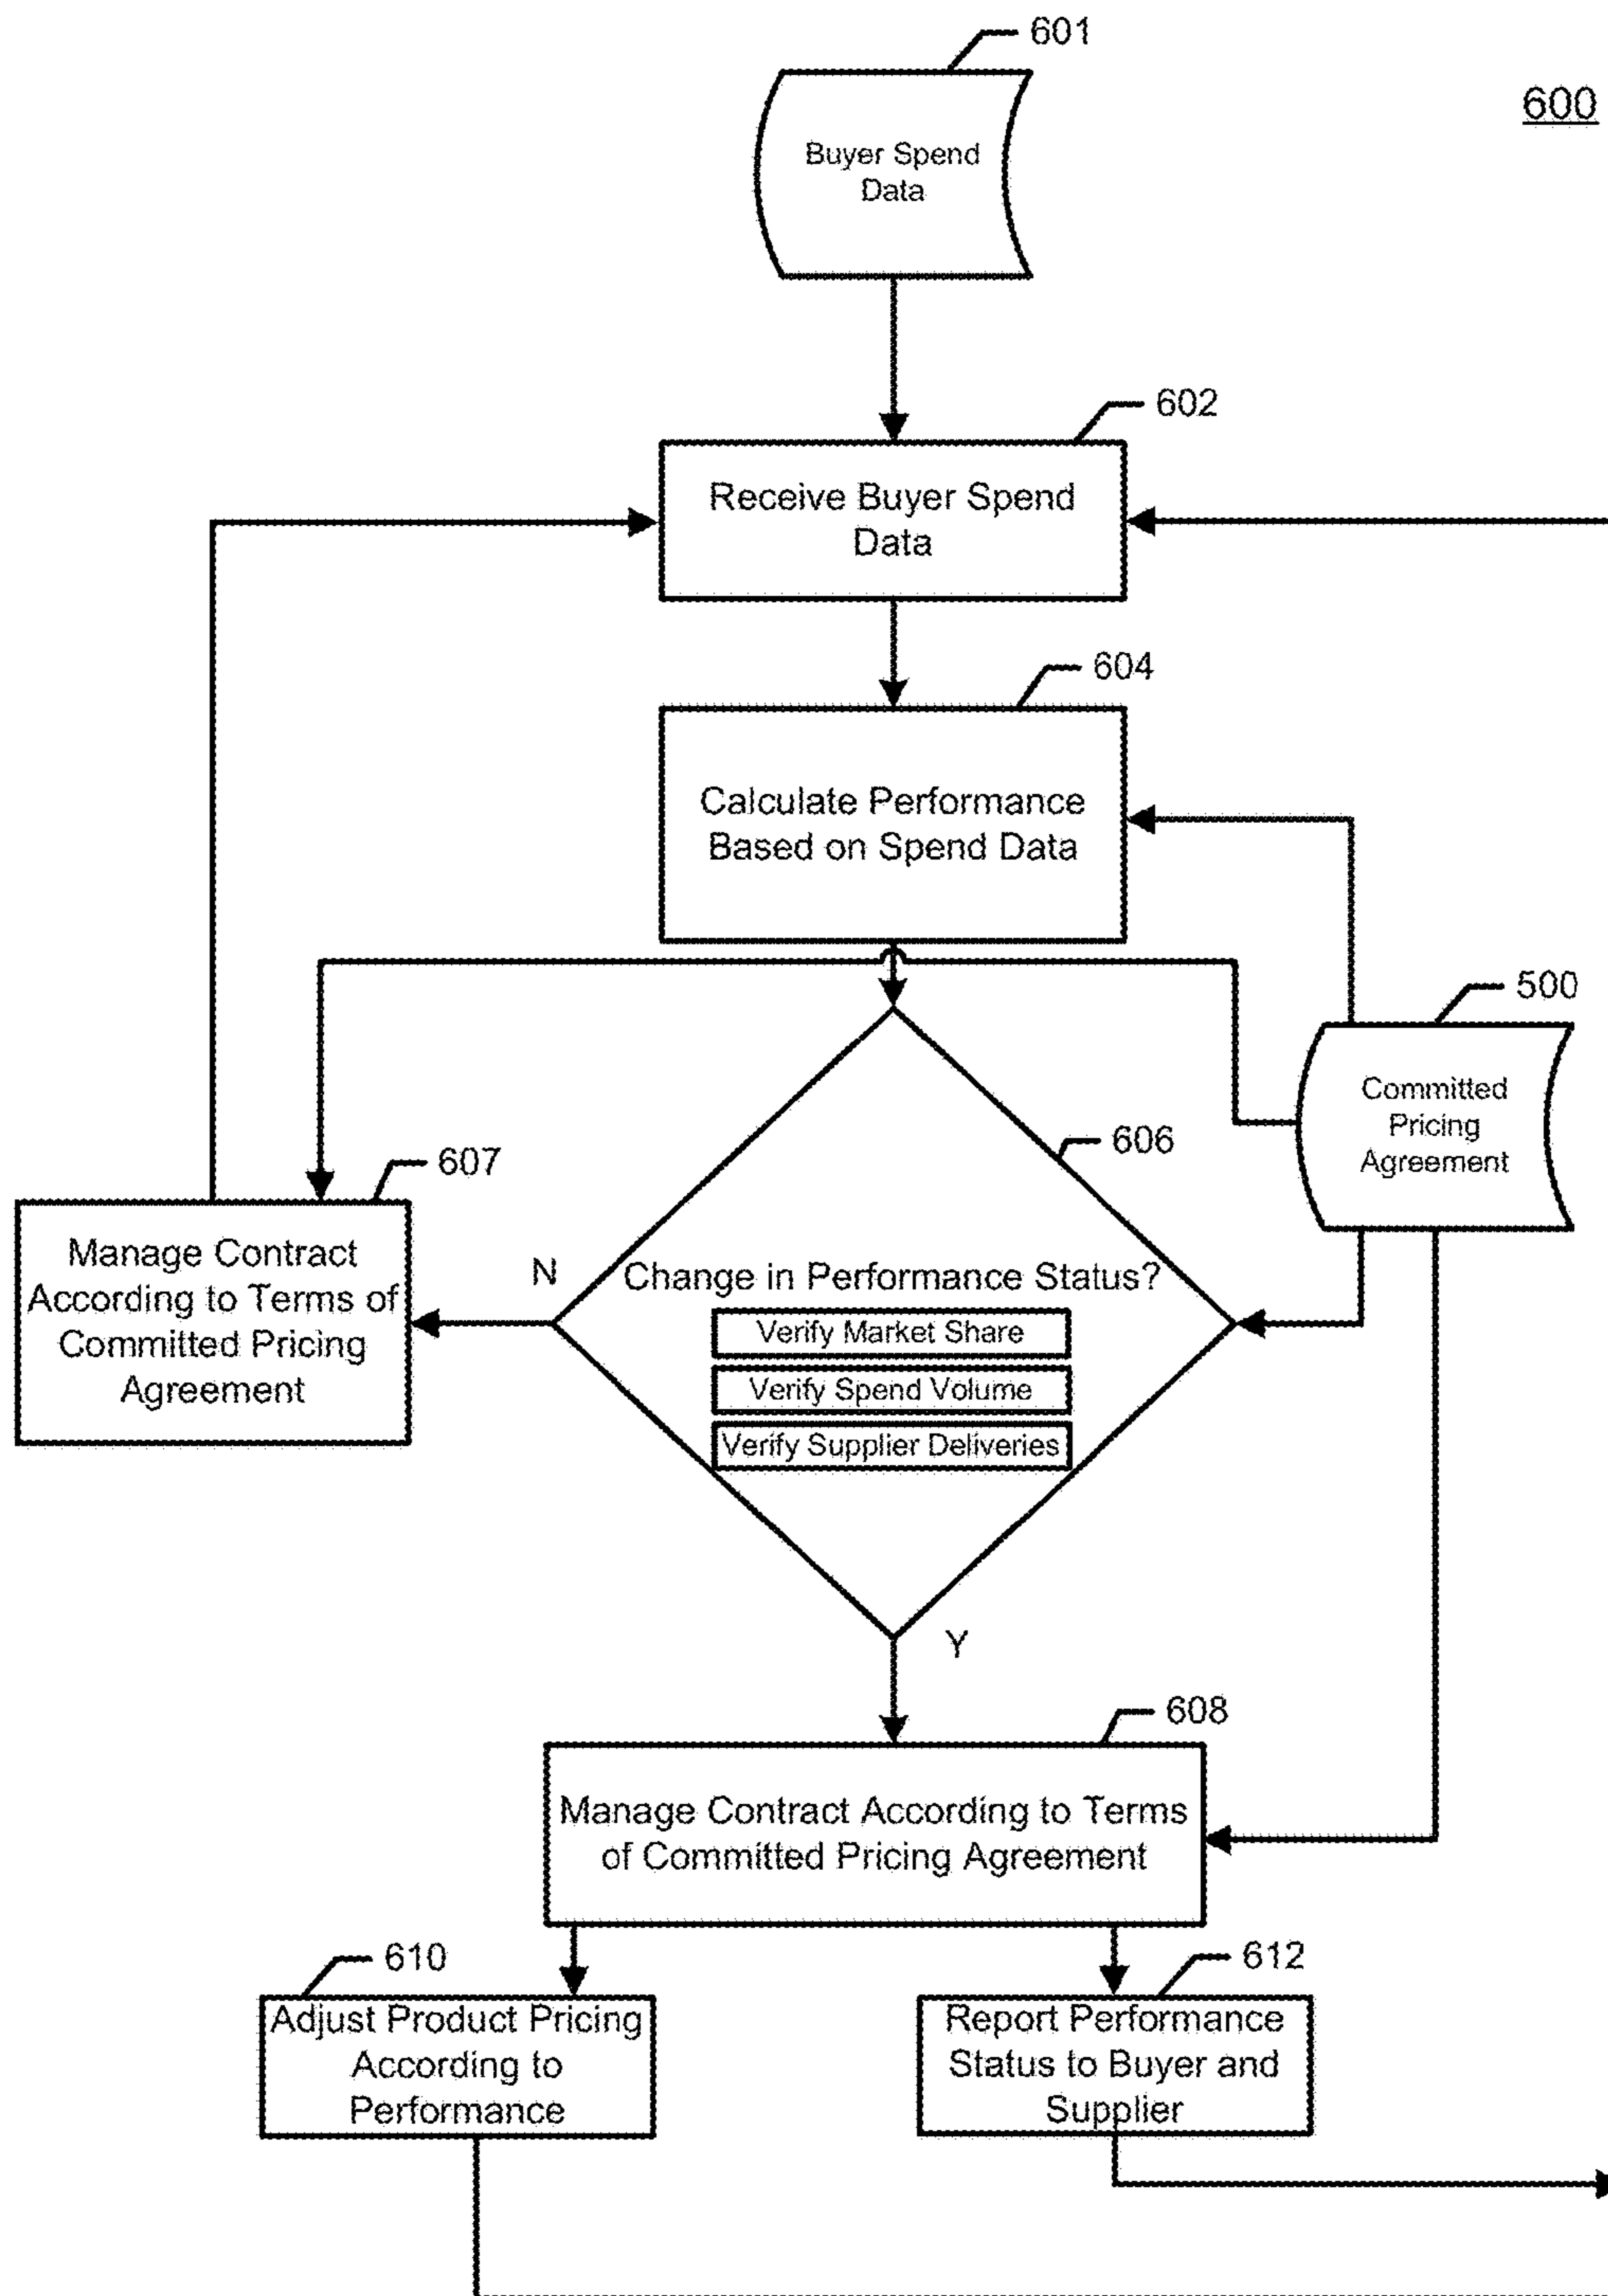 601
600
Buyer Spend
Data
602
Receive Buyer Spend
Data
604
Calculate Performance
Based on Spend Data
500
Committed
Pricing
Agreement
606
607
Manage Contract
According to Terms of
Committed Pricing
Agreement
N
Change in Performance Status?
Verify Market Share
Verify Spend Volume
Verify Supplier Deliveries
Y
608
Manage Contract According to Terms
of Committed Pricing Agreement
610
Adjust Product Pricing
According to
Performance
612
Report Performance
Status to Buyer and
Supplier